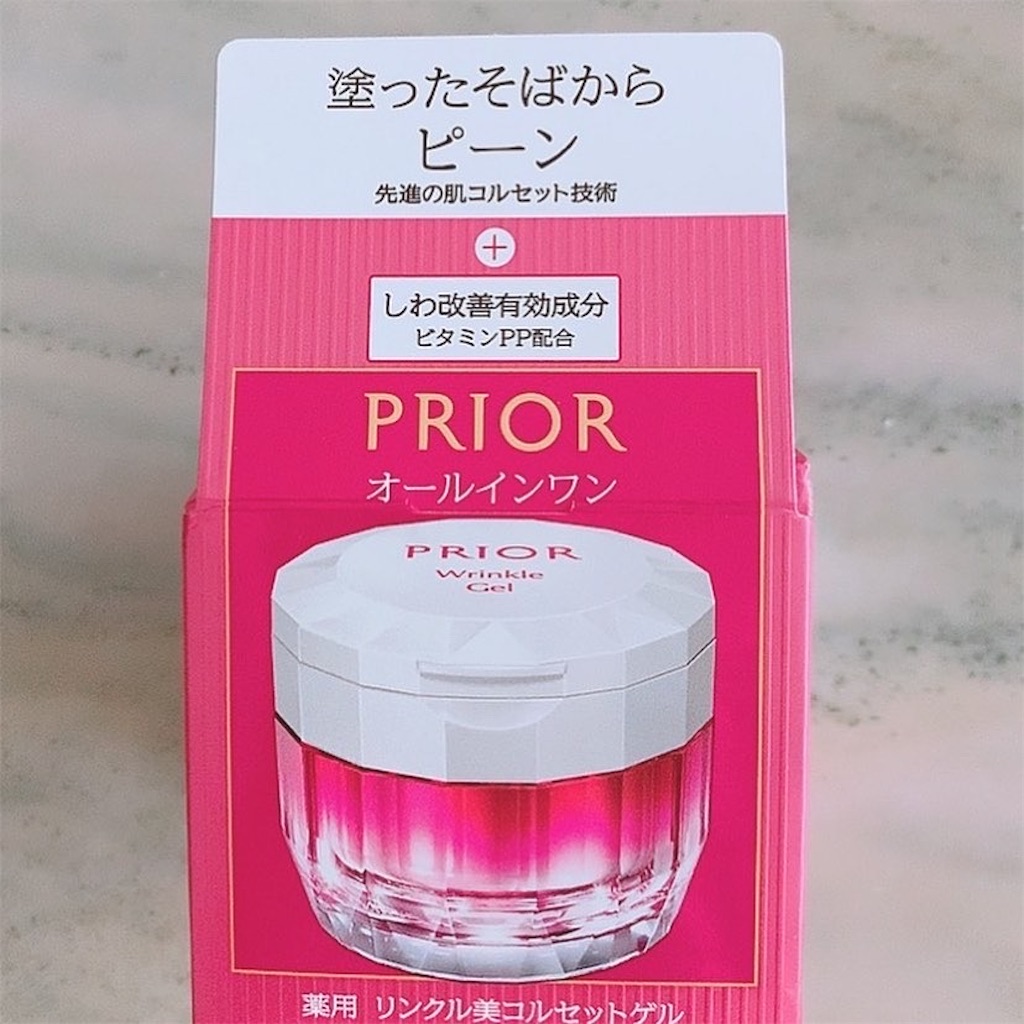 塗ったそばから
ピーン
先進の肌コルセット技術
+
しわ改善有効成分
ビタミンPP配合
PRIOR
オールインワン
PRIOR
Wrinkle
Gel
薬用 リンクル美コルセットゲル